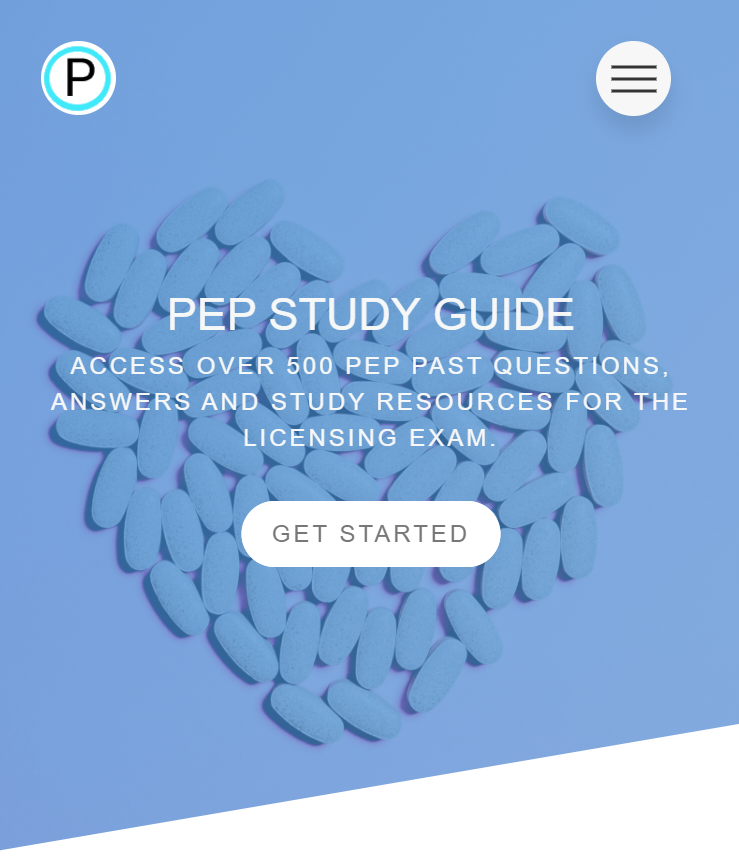 P
PEP STUDY GUIDE
ACCESS OVER 500 PEP PAST QUESTIONS,
ANSWERS AND STUDY RESOURCES FOR THE
LICENSING EXAM.
GET STARTED